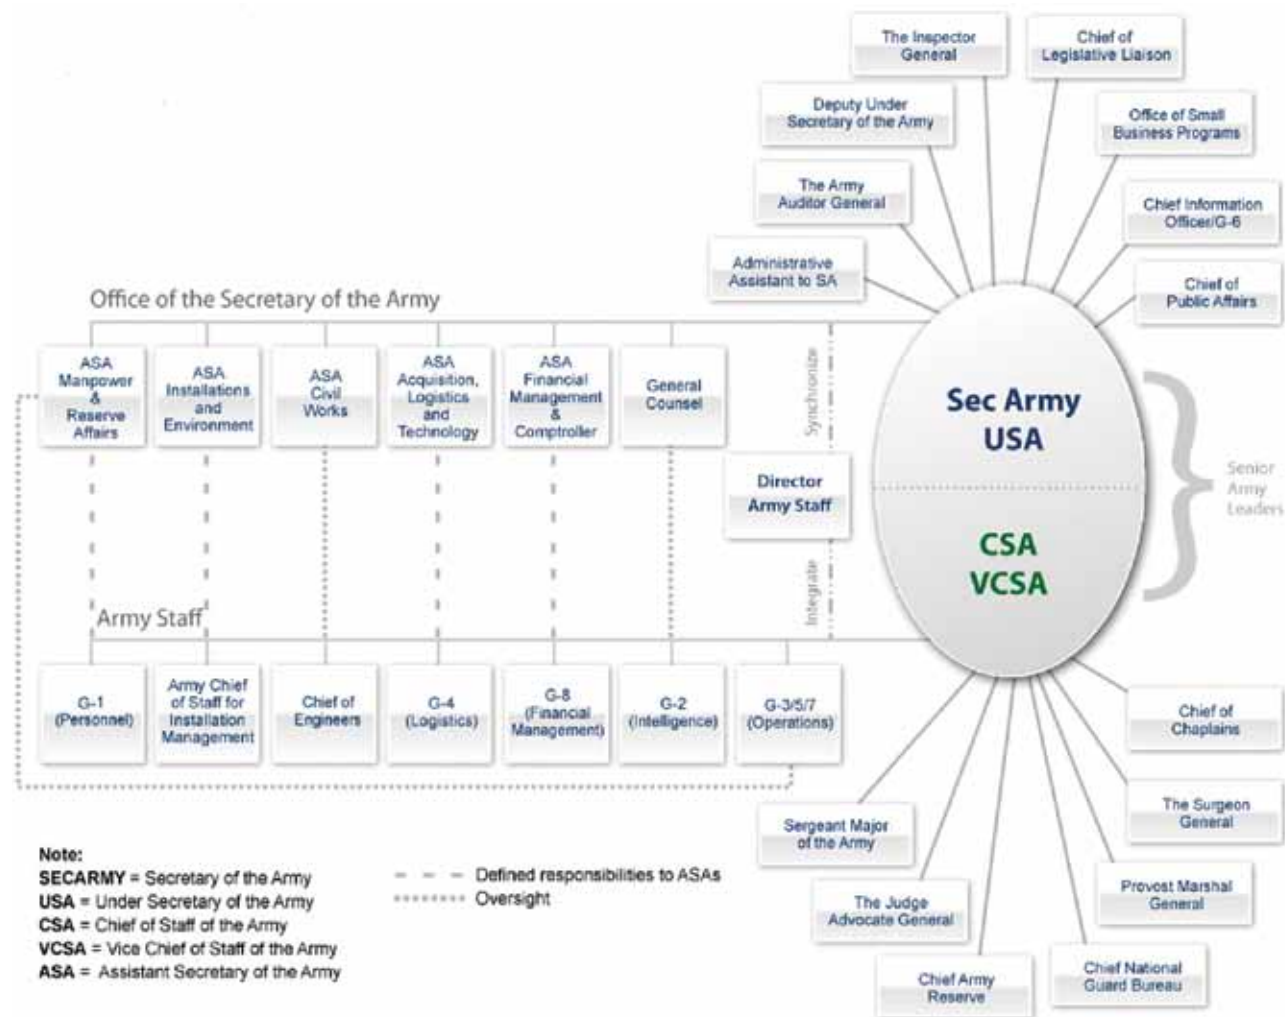 The Inspector
General
Chief of
Legislative Liaison
Deputy Under
Secretary of the Army
Office of Small
Business Programs
The Army
Auditor General
Chief Information
Officer/G-6
Administrative
Assistant to SA
Chief of
Public Affairs
Office of the Secretary of the Army
ASA
Manpower
&
Reserve
Affairs
ASA
Installations
and
Environment
ASA
Civil
Works
ASA
Acquisition,
Logistics
and
Technology
ASA
Financial
Management
&
Comptroller
General
Counsel
Synchronize
Director
Army Staff
Integrate
Sec Army
USA
CSA
VCSA
Senior
Army
Leaders
Army Staff
G-1
(Personnel)
Army Chief
of Staff for
Installation
Management
Chief of
Engineers
G-4
(Logistics)
G-8
(Financial
Management)
G-2
(Intelligence)
G-3/5/7
(Operations)
Chief of
Chaplains
The Surgeon
General
Sergeant Major
of the Army
Provost Marshal
General
The Judge
Advocate General
Chief National
Guard Bureau
Chief Army
Reserve
Note:
SECARMY = Secretary of the Army
USA = Under Secretary of the Army
CSA = Chief of Staff of the Army
VCSA = Vice Chief of Staff of the Army
ASA = Assistant Secretary of the Army
Defined responsibilities to ASAs
Oversight